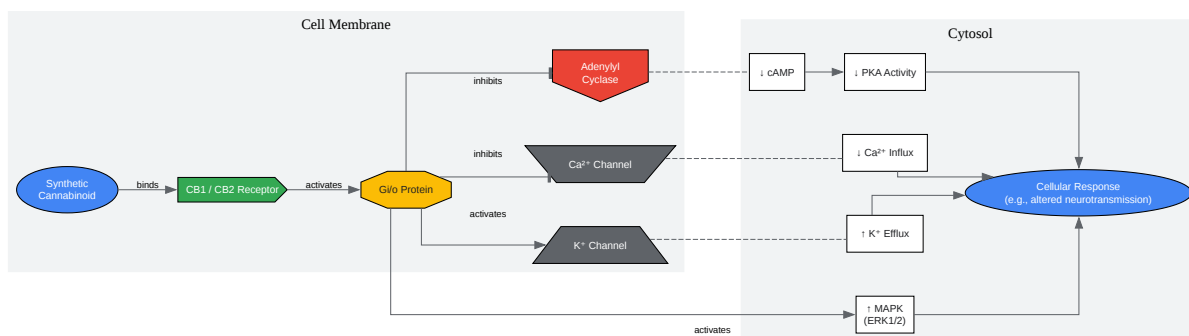 Cell Membrane
Cytosol
Adenylyl
Cyclase
inhibits
↓ cAMP
↓ PKA Activity
inhibits
Ca²⁺ Channel
↓ Ca²⁺ Influx
Synthetic
Cannabinoid
binds
CB1 / CB2 Receptor
activates
Gi/o Protein
Cellular Response
(e.g., altered neurotransmission)
activates
K⁺ Channel
↑ K⁺ Efflux
↑ MAPK
(ERK1/2)
activates